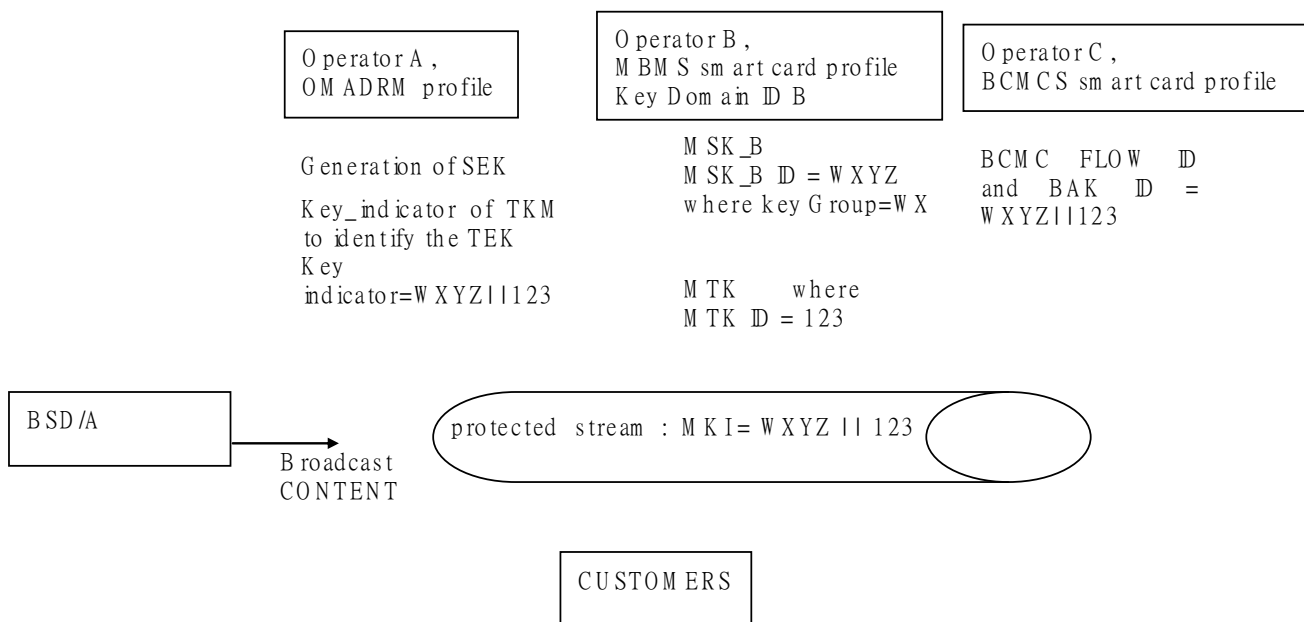 Operator A,
OMADRM profile
Operator B,
MBMS smart card profile
Key Domain ID B
Operator C,
BCMCS smart card profile
Generation of SEK
Key_indicator of TKM
to identify the TEK
Key
indicator=WXYZ||123
MSK_B
MSK_B ID = WXYZ
where key Group=WX
MTK where
MTK ID = 123
BCMC FLOW ID
and BAK ID =
WXYZ||123
BSD/A
Broadcast
CONTENT
protected stream : MKI= WXYZ || 123
CUSTOMERS